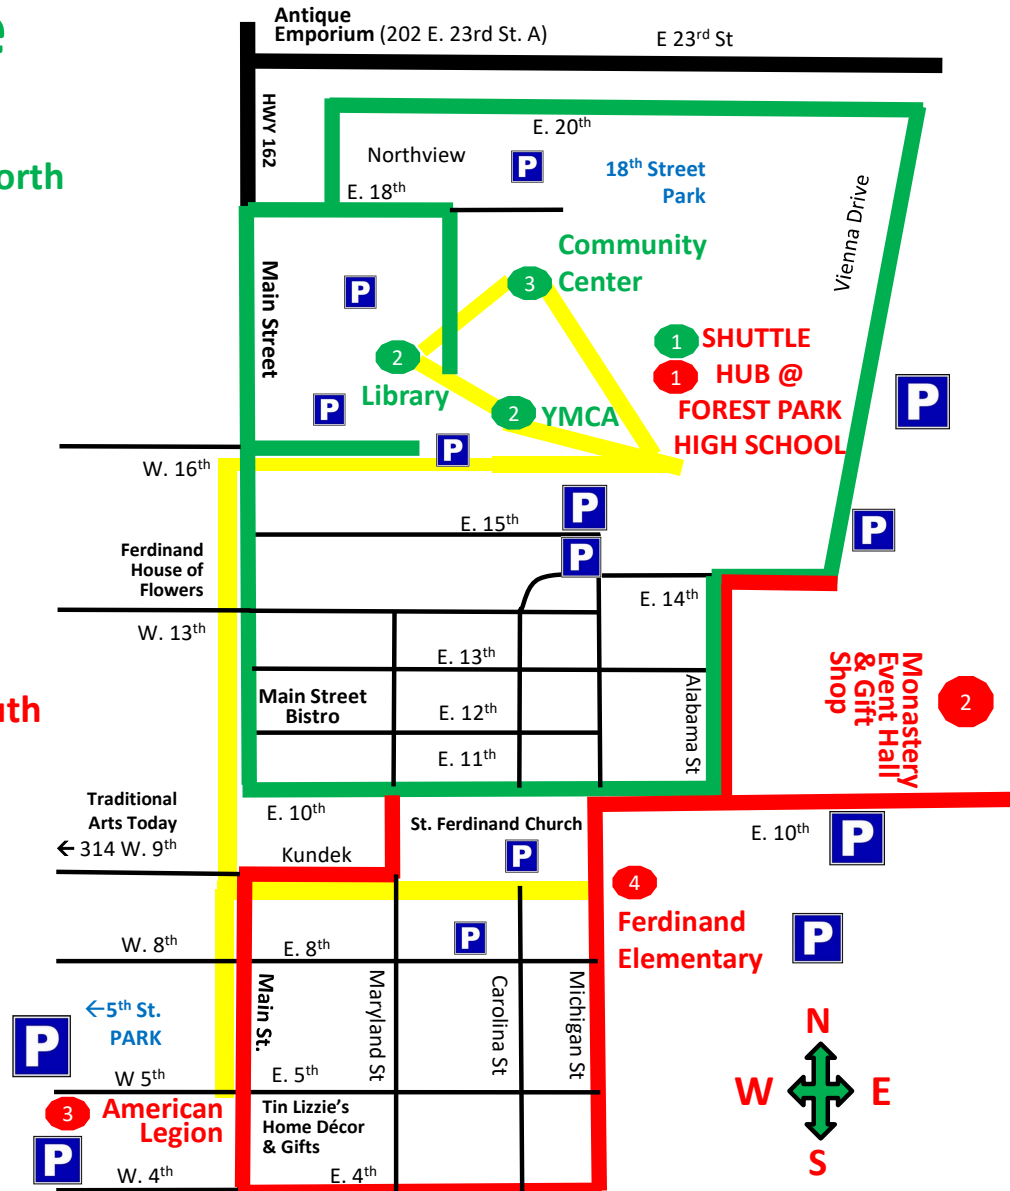 Antique
Emporium (202 E. 23rd St. A)
E 23rd St
e
HWY 162
E. 20th
Northview
P
18th Street
Park
orth
E. 18th
Vienna Drive
Community
Center
3
Main Street
P
1 SHUTTLE
1 HUB @
FOREST PARK
HIGH SCHOOL
2
Library
2 YMCA
P
P
P
W. 16th
P
E. 15th
P
P
Ferdinand
House of
Flowers
E. 14th
W. 13th
E. 13th
Monastery
Event Hall
& Gift
Shop
2
Alabama St
Main Street
Bistro
E. 12th
uth
E. 11th
Traditional
Arts Today
← 314 W. 9th
E. 10th
St. Ferdinand Church
E. 10th
P
Kundek
P
4
Ferdinand
Elementary
P
W. 8th
E. 8th
P
Main St.
Maryland St
Carolina St
Michigan St
←5th St.
PARK
P
W 5th
E. 5th
3 American
Legion
Tin Lizzie's
Home Décor
& Gifts
P
W. 4th
E. 4th
N
W E
S